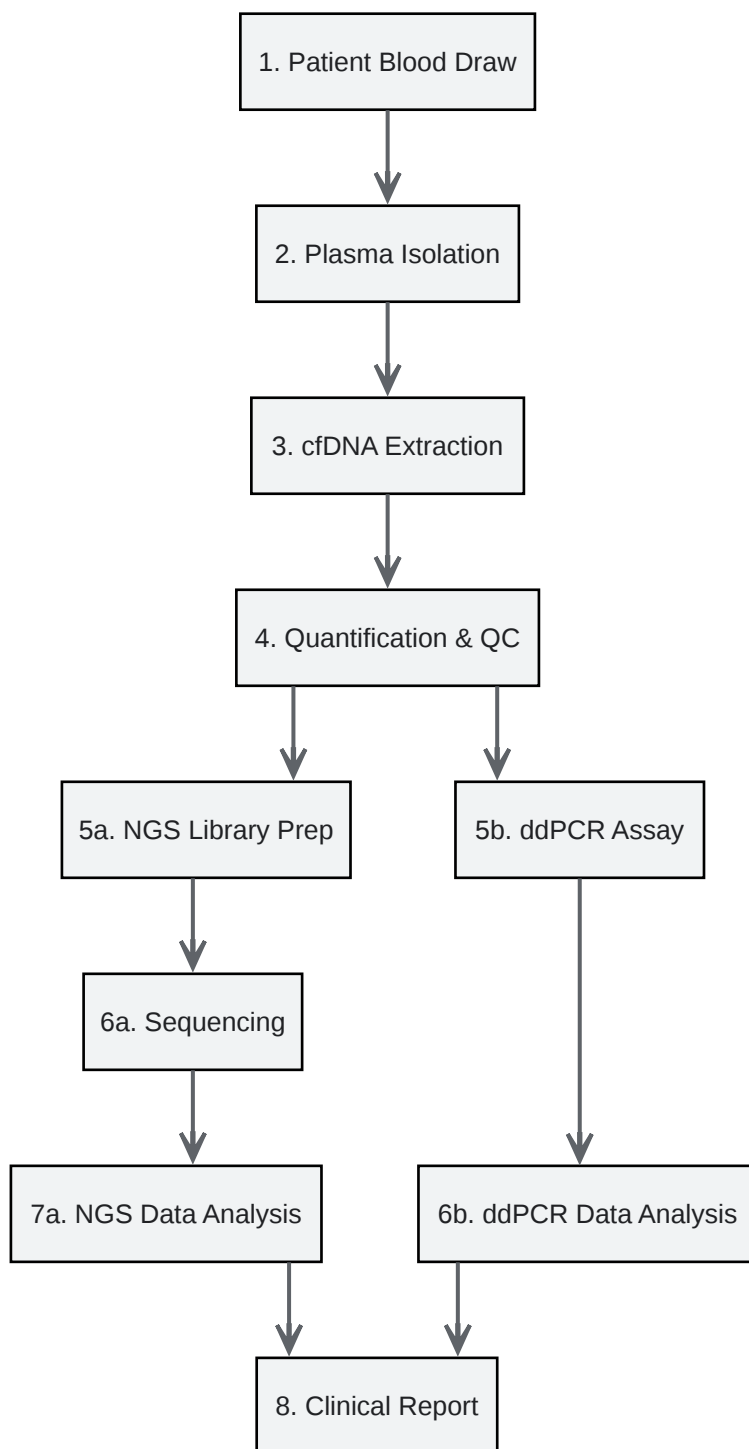 1. Patient Blood Draw
2. Plasma Isolation
3. cfDNA Extraction
4. Quantification & QC
5a. NGS Library Prep
5b. ddPCR Assay
6a. Sequencing
7a. NGS Data Analysis
6b. ddPCR Data Analysis
8. Clinical Report